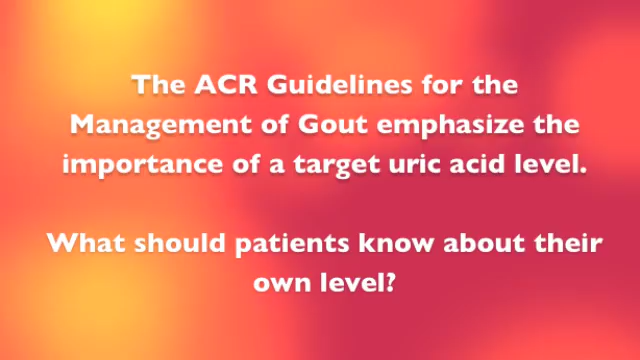 The ACR Guidelines for the
Management of Gout emphasize the
importance of a target uric acid level.
What should patients know about their
own level?